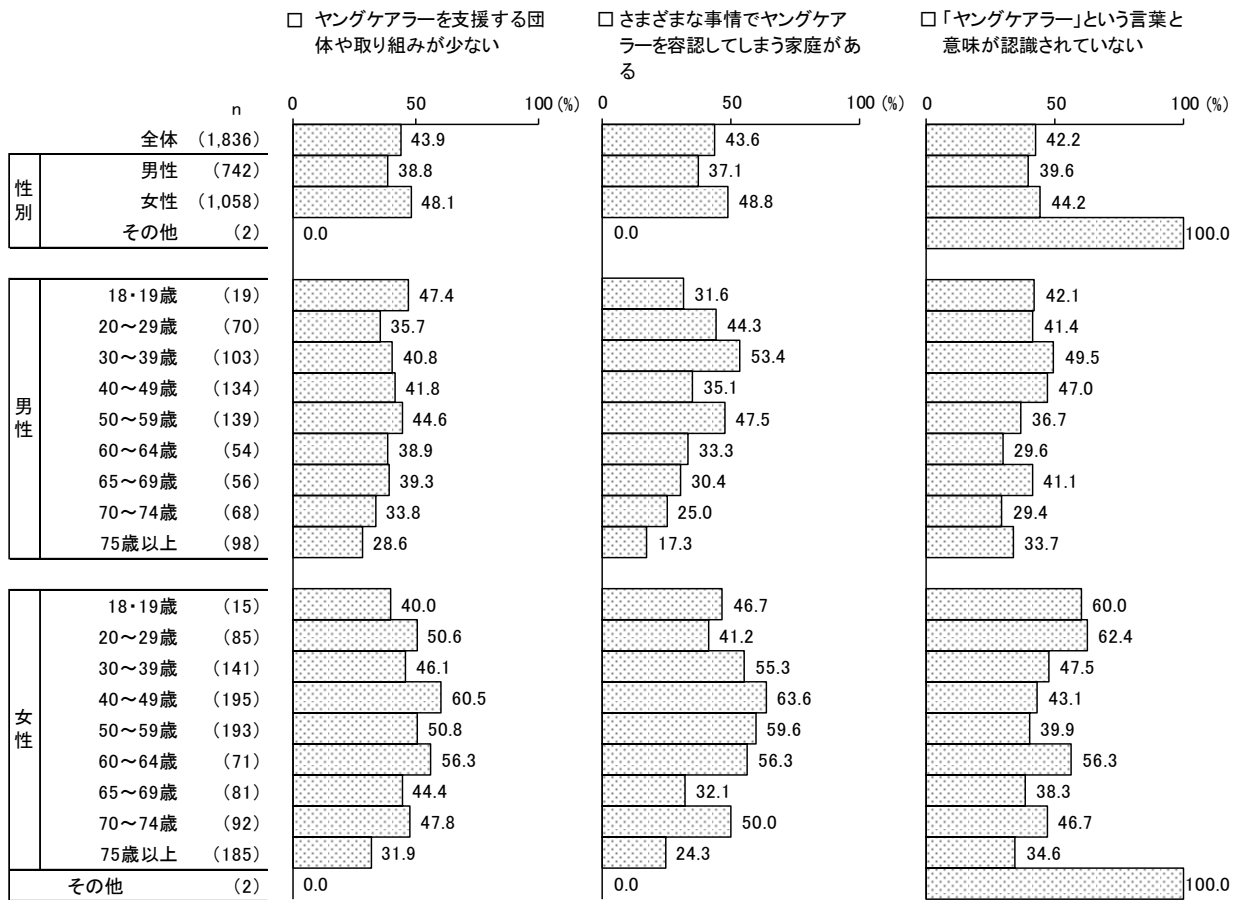 □ ヤングケアラーを支援する団
体や取り組みが少ない
□ さまざまな事情でヤングケア
ラーを容認してしまう家庭があ
る
□ 「ヤングケアラー」という言葉と
意味が認識されていない
n 0 50 100 (%) 0 50 100 (%) 0 50 100 (%)
全体 (1,836) 43.9 43.6 42.2
性別
男性 (742) 38.8 37.1 39.6
女性 (1,058) 48.1 48.8 44.2
その他 (2) 0.0 0.0 100.0
男性
18・19歳 (19) 47.4 31.6 42.1
20～29歳 (70) 35.7 44.3 41.4
30～39歳 (103) 40.8 53.4 49.5
40～49歳 (134) 41.8 35.1 47.0
50～59歳 (139) 44.6 47.5 36.7
60～64歳 (54) 38.9 33.3 29.6
65～69歳 (56) 39.3 30.4 41.1
70～74歳 (68) 33.8 25.0 29.4
75歳以上 (98) 28.6 17.3 33.7
女性
18・19歳 (15) 40.0 46.7 60.0
20～29歳 (85) 50.6 41.2 62.4
30～39歳 (141) 46.1 55.3 47.5
40～49歳 (195) 60.5 63.6 43.1
50～59歳 (193) 50.8 59.6 39.9
60～64歳 (71) 56.3 56.3 56.3
65～69歳 (81) 44.4 32.1 38.3
70～74歳 (92) 47.8 50.0 46.7
75歳以上 (185) 31.9 24.3 34.6
その他 (2) 0.0 0.0 100.0